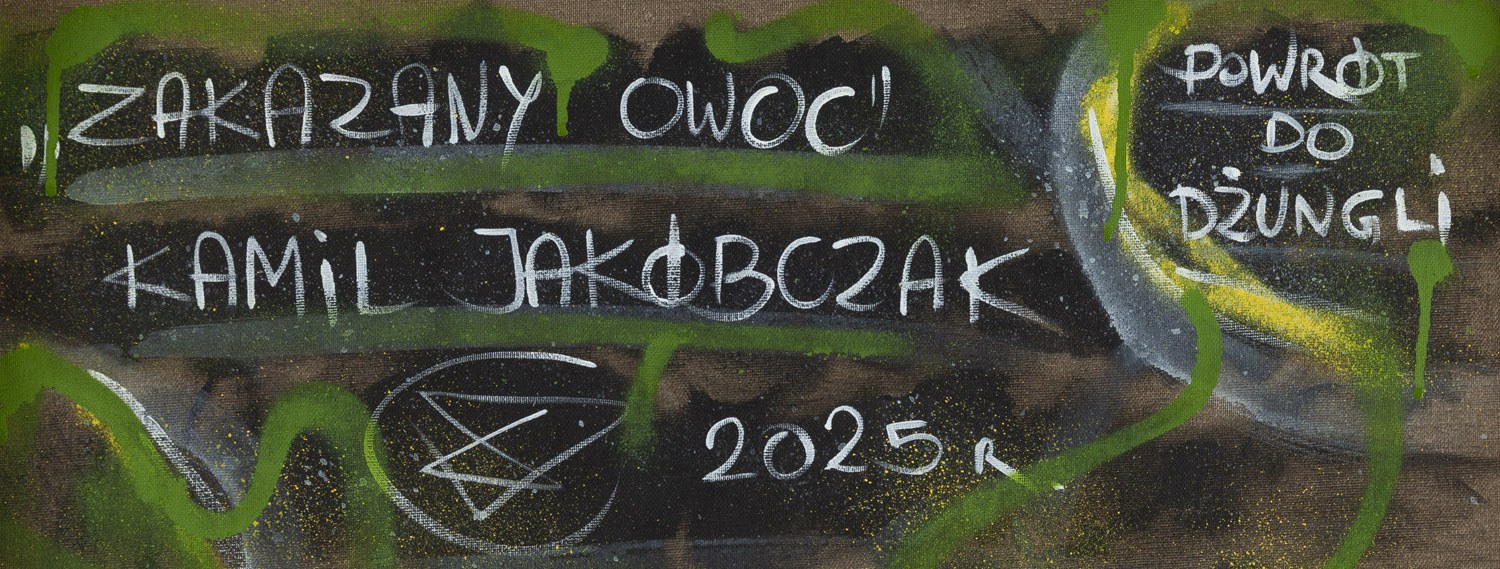 „ZAKAZANY OWOC"
KAMIL JAKÓBCZAK
2025 R
POWRÓT
DO
DŻUNGLI